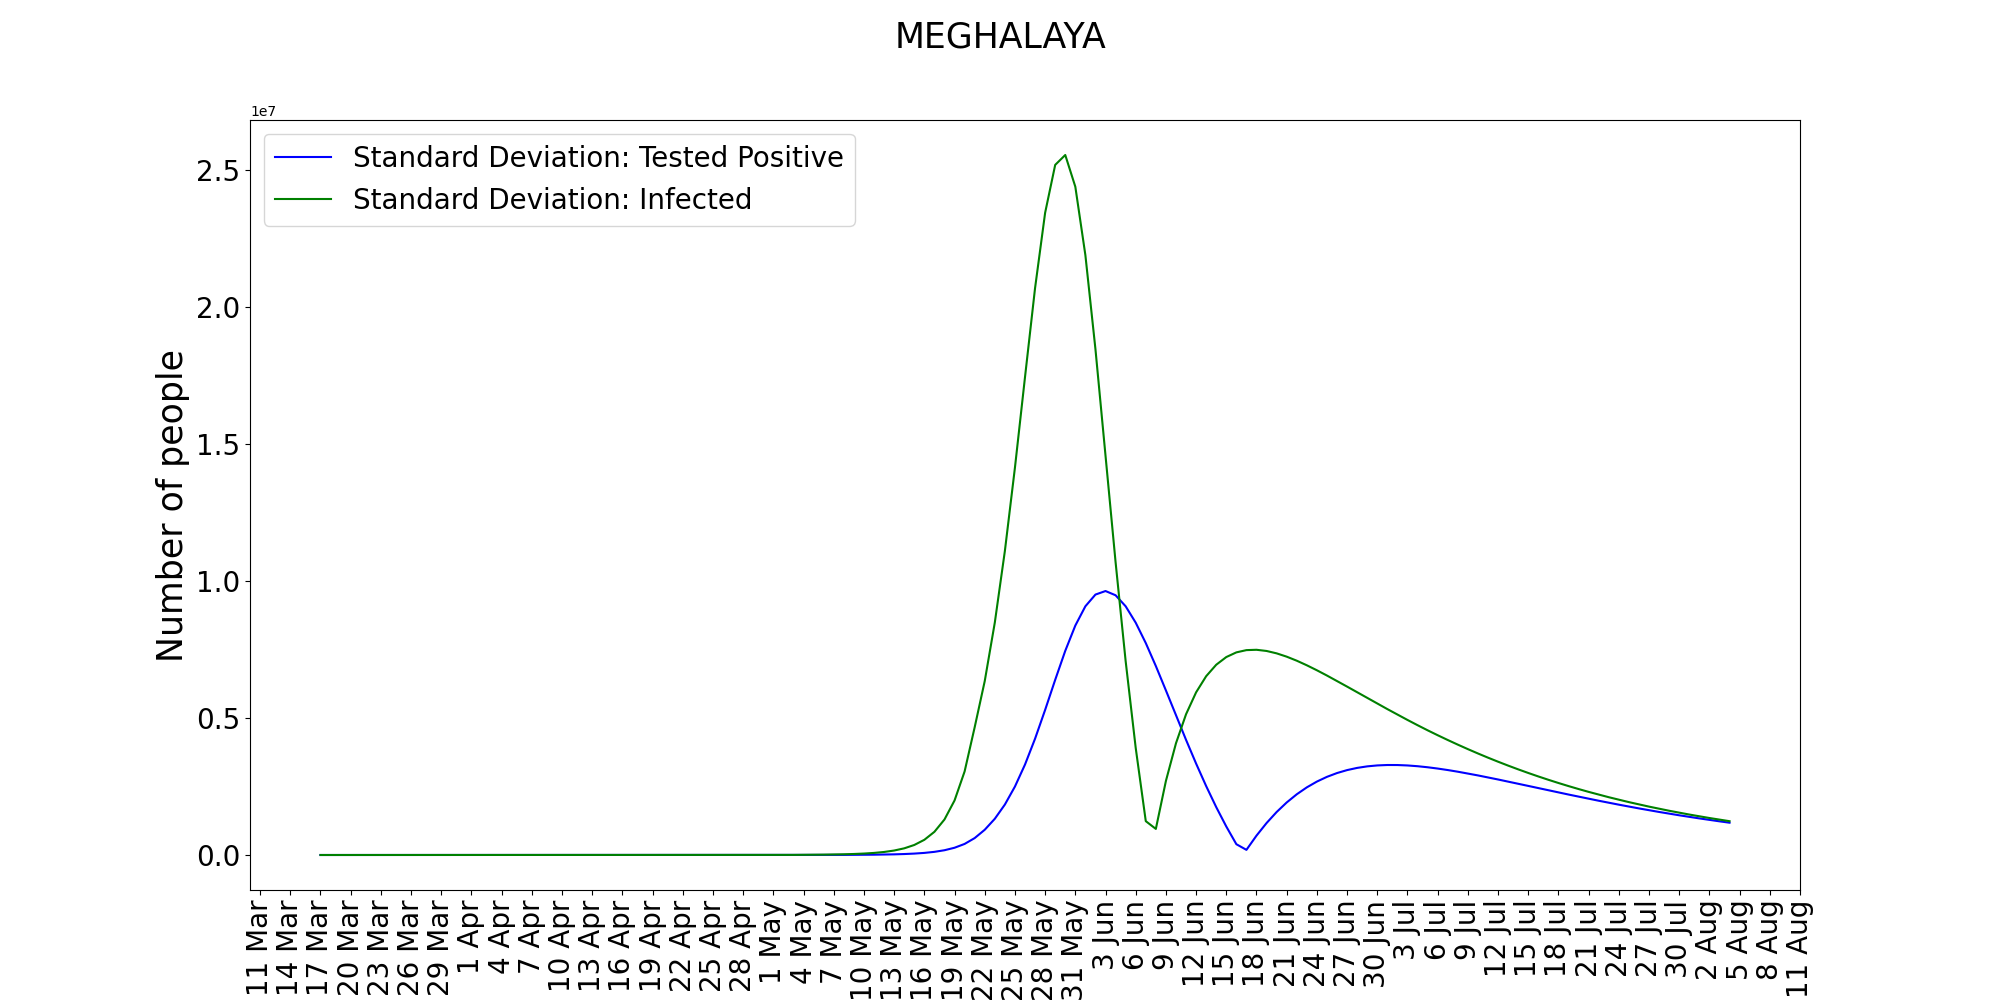 MEGHALAYA
1e7
Standard Deviation: Tested Positive
Standard Deviation: Infected
2.5
2.0
1.5
1.0
0.5
0.0
Number of people
11 Mar
14 Mar
17 Mar
20 Mar
23 Mar
26 Mar
29 Mar
1 Apr
4 Apr
7 Apr
10 Apr
13 Apr
16 Apr
19 Apr
22 Apr
25 Apr
28 Apr
1 May
4 May
7 May
10 May
13 May
16 May
19 May
22 May
25 May
28 May
31 May
3 Jun
6 Jun
9 Jun
12 Jun
15 Jun
18 Jun
21 Jun
24 Jun
27 Jun
30 Jun
3 Jul
6 Jul
9 Jul
12 Jul
15 Jul
18 Jul
21 Jul
24 Jul
27 Jul
30 Jul
2 Aug
5 Aug
8 Aug
11 Aug